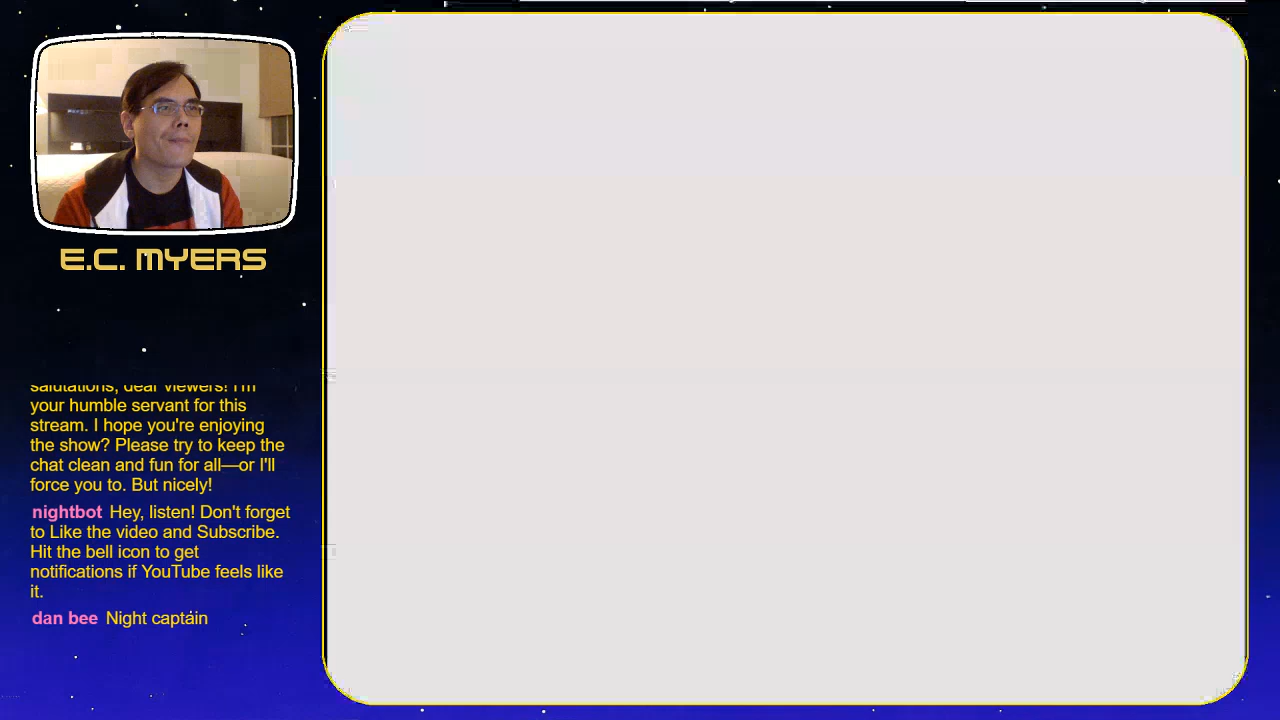 E.C. MYERS
salutations, dear viewers! I'm
your humble servant for this
stream. I hope you're enjoying
the show? Please try to keep the
chat clean and fun for all—or I'll
force you to. But nicely!
nightbot Hey, listen! Don't forget
to Like the video and Subscribe.
Hit the bell icon to get
notifications if YouTube feels like
it.
dan bee Night captain